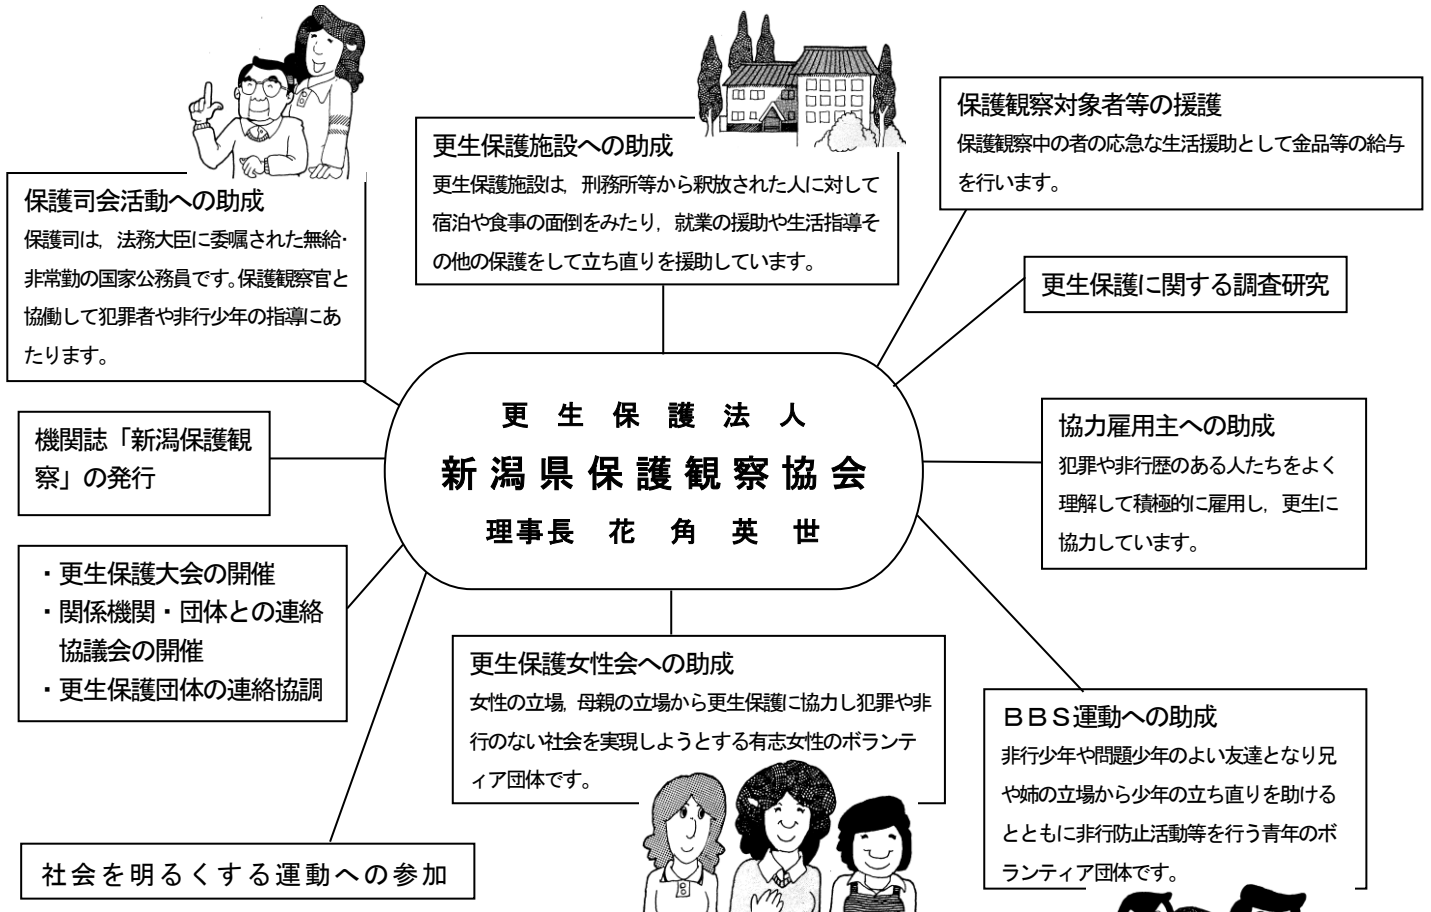 保護司会活動への助成
保護司は，法務大臣に委嘱された無給・
非常勤の国家公務員です。保護観察官と
協働して犯罪者や非行少年の指導にあ
たります。
更生保護施設への助成
更生保護施設は，刑務所等から釈放された人に対して
宿泊や食事の面倒をみたり，就業の援助や生活指導そ
の他の保護をして立ち直りを援助しています。
保護観察対象者等の援護
保護観察中の者の応急な生活援助として金品等の給与
を行います。
更生保護に関する調査研究
機関誌「新潟保護観
察」の発行
更生保護法人
新潟県保護観察協会
理事長 花角英世
協力雇用主への助成
犯罪や非行歴のある人たちをよく
理解して積極的に雇用し，更生に
協力しています。
・更生保護大会の開催
・関係機関・団体との連絡
協議会の開催
・更生保護団体の連絡協調
更生保護女性会への助成
女性の立場，母親の立場から更生保護に協力し犯罪や非
行のない社会を実現しようとする有志女性のボランテ
ィア団体です。
ＢＢＳ運動への助成
非行少年や問題少年のよい友達となり兄
や姉の立場から少年の立ち直りを助ける
とともに非行防止活動等を行う青年のボ
ランティア団体です。
社会を明るくする運動への参加